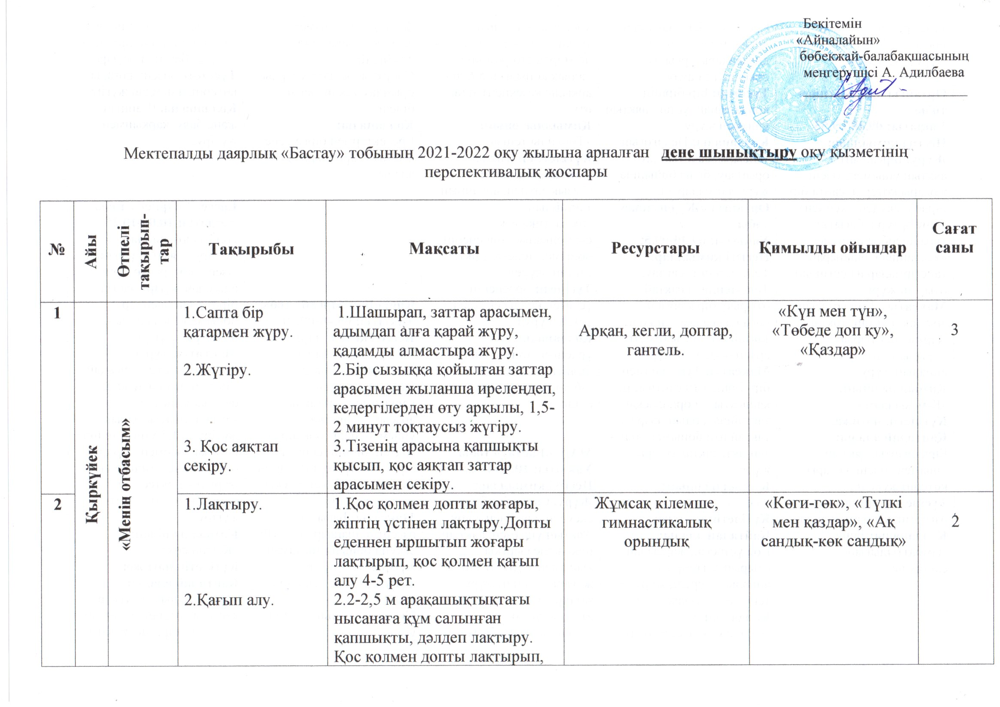 Бекітемін
«Айналайын»
бөбекжай-балабақшасының
меңгерушісі А. Адилбаева
МЕМЛЕКЕТТІК ҚАЗЫНАЛЫҚ
Мектепалды даярлық «Бастау» тобының 2021-2022 оқу жылына арналған дене шынықтыру оқу қызметінің
перспективалық жоспары
№
Айы
Өтпелі
тақырып-
тар
Тақырыбы
Мақсаты
Ресурстары
Қимылды ойындар
Сағат
саны
1
Қыркүйек
«Менің отбасым»
1.Сапта бір
қатармен жүру.
2.Жүгіру.
3. Қос аяқтап
секіру.
1.Шашырап, заттар арасымен,
адымдап алға қарай жүру,
қадамды алмастыра жүру.
2.Бір сызыққа қойылған заттар
арасымен жыланша ирелеңдеп,
кедергілерден өту арқылы, 1,5-
2 минут тоқтаусыз жүгіру.
3.Тізенің арасына қапшықты
қысып, қос аяқтап заттар
арасымен секіру.
Арқан, кегли, доптар,
гантель.
«Күн мен түн»,
«Төбеде доп қу»,
«Қаздар»
3
2
1.Лақтыру.
2.Қағып алу.
1.Қос қолмен допты жоғары,
жіптің үстінен лақтыру.Допты
еденнен ыршытып жоғары
лақтырып, қос қолмен қағып
алу 4-5 рет.
2.2-2,5 м арақашықтықтағы
нысанаға құм салынған
қапшықты, дәлдеп лақтыру.
Қос қолмен допты лақтырып,
Жұмсақ кілемше,
гимнастикалық
орындық
«Көги-гөк», «Түлкі
мен қаздар», «Ақ
сандық-көк сандық»
2